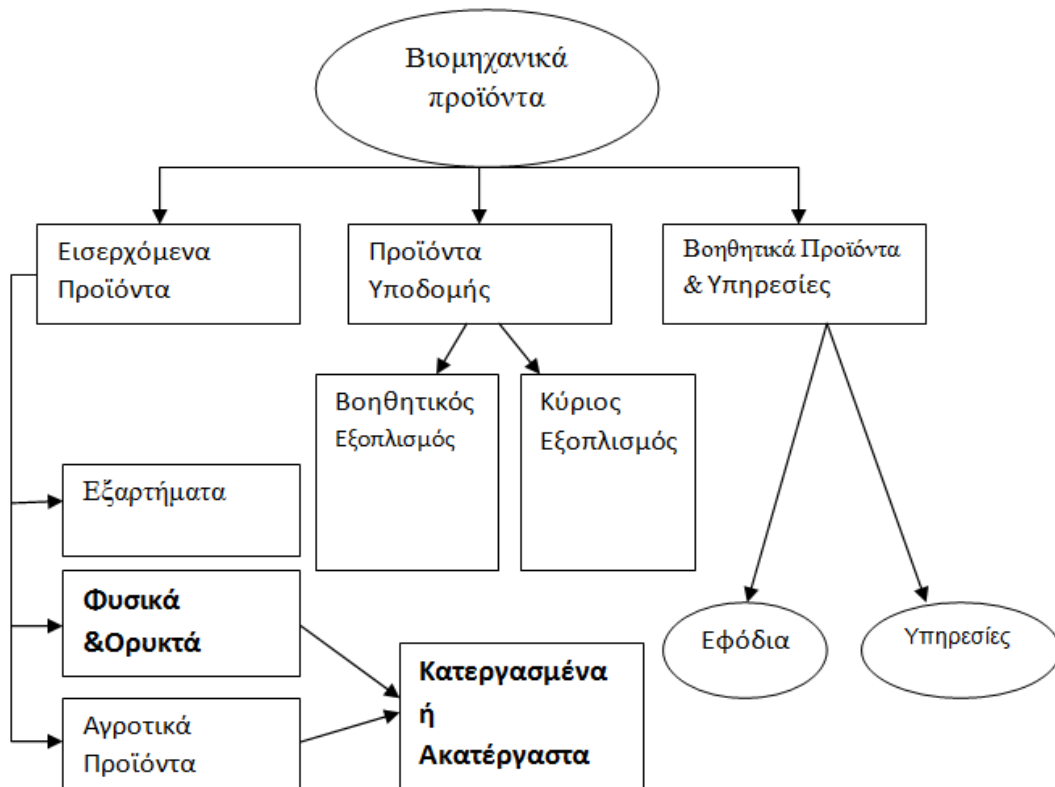 Βιομηχανικά
προϊόντα
Εισερχόμενα
Προϊόντα
Προϊόντα
Υποδομής
Βοηθητικά Προϊόντα
& Υπηρεσίες
Βοηθητικός
Εξοπλισμός
Κύριος
Εξοπλισμός
Εξαρτήματα
Φυσικά
&Ορυκτά
Αγροτικά
Προϊόντα
Κατεργασμένα
ή
Ακατέργαστα
Εφόδια
Υπηρεσίες